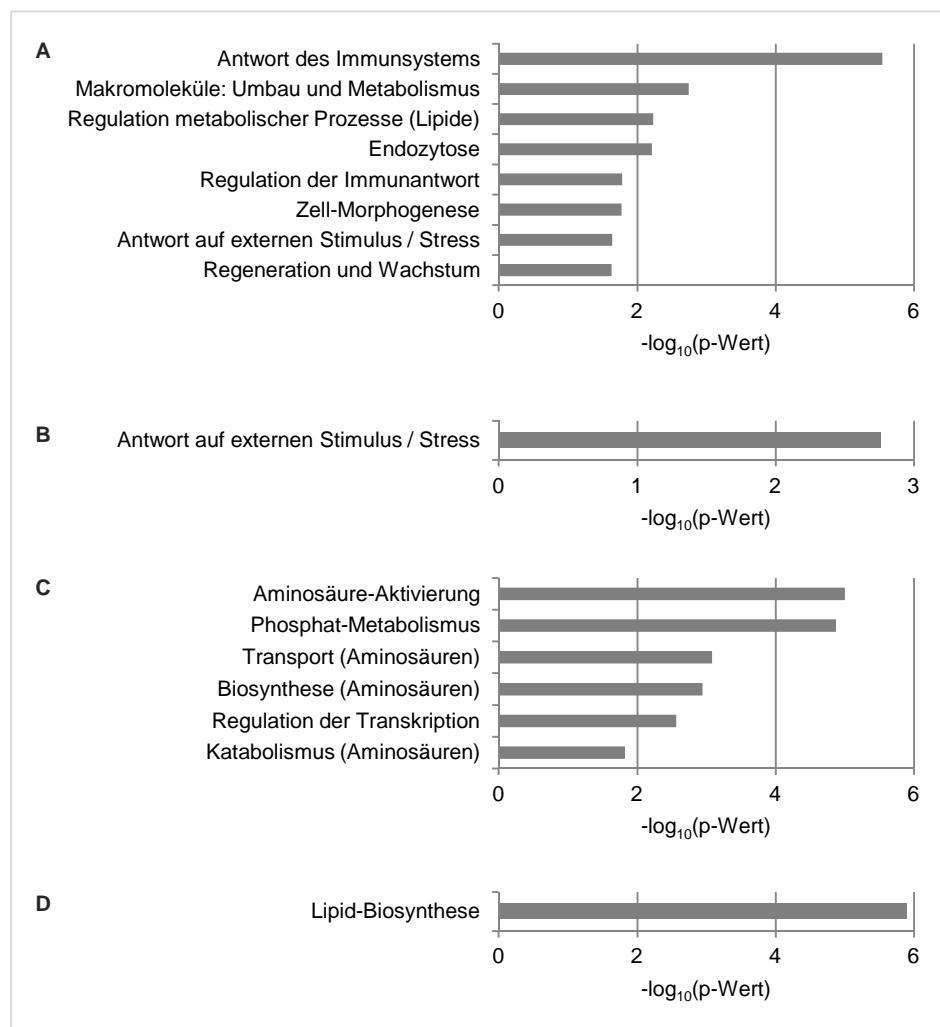 A
Antwort des Immunsystems
Makromoleküle: Umbau und Metabolismus
Regulation metabolischer Prozesse (Lipide)
Endozytose
Regulation der Immunantwort
Zell-Morphogenese
Antwort auf externen Stimulus / Stress
Regeneration und Wachstum
0 2 4 6
-log₁₀(p-Wert)
B
Antwort auf externen Stimulus / Stress
0 1 2 3
-log₁₀(p-Wert)
C
Aminosäure-Aktivierung
Phosphat-Metabolismus
Transport (Aminosäuren)
Biosynthese (Aminosäuren)
Regulation der Transkription
Katabolismus (Aminosäuren)
0 2 4 6
-log₁₀(p-Wert)
D
Lipid-Biosynthese
0 2 4 6
-log₁₀(p-Wert)